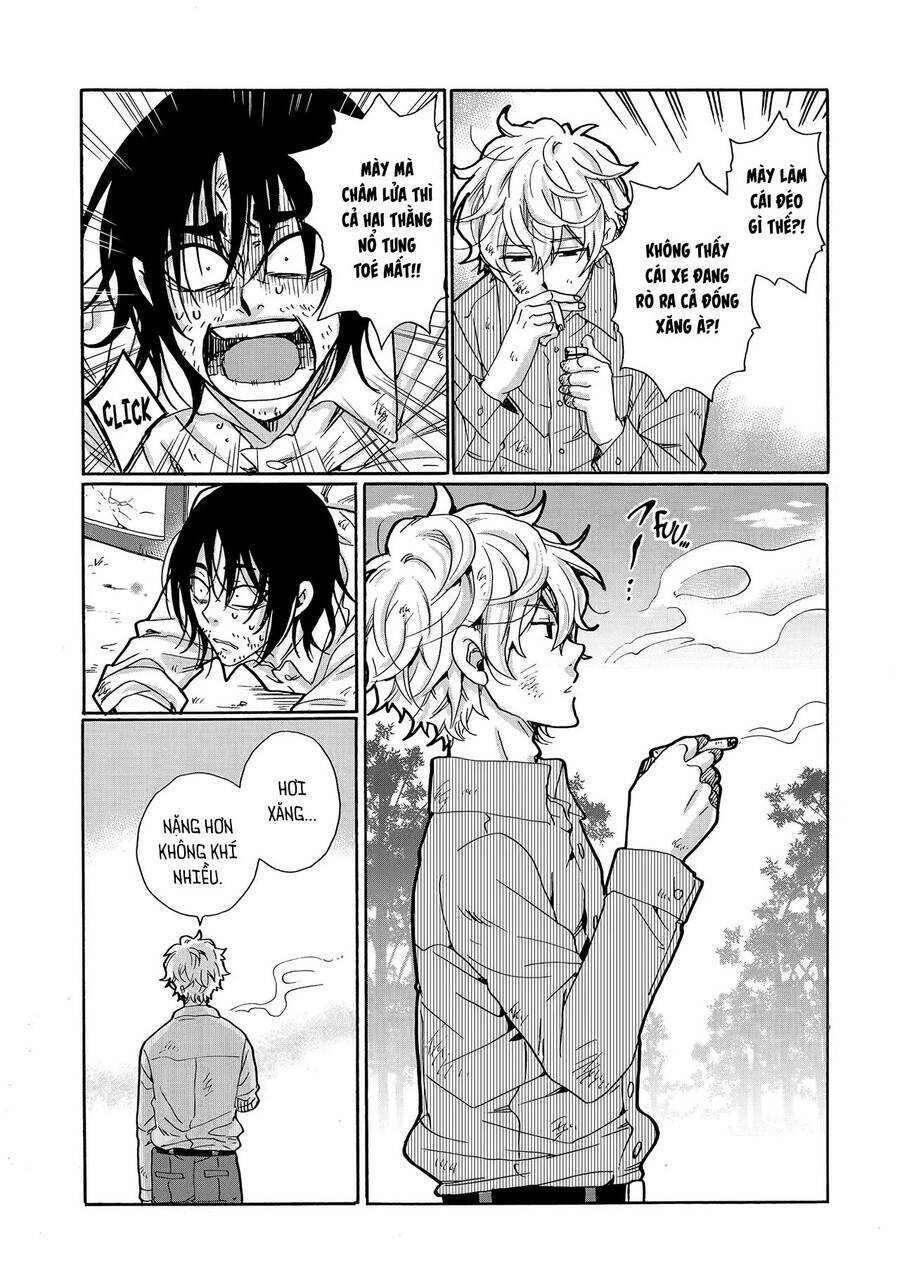 MÀY LÀM
CÁI ĐÉO
GÌ THẾ?!
KHÔNG THẤY
CÁI XE ĐANG
RÒ RA CẢ ĐỐNG
XĂNG À?!
MÀY MÀ
CHÂM LỬA THÌ
CẢ HAI THẰNG
NỔ TUNG
TOÉ MẤT!!
CLICK
FUU...
HƠI
XĂNG...
NẶNG HƠN
KHÔNG KHÍ
NHIỀU.